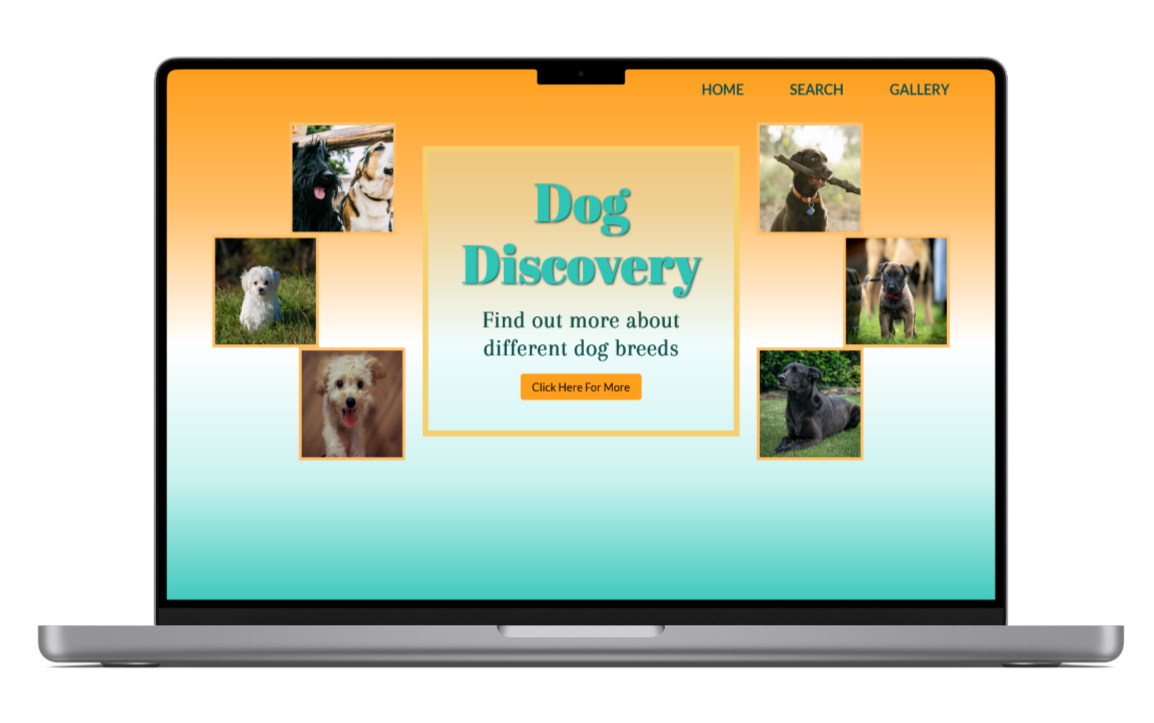 HOME SEARCH GALLERY
Dog
Discovery
Find out more about
different dog breeds
Click Here For More